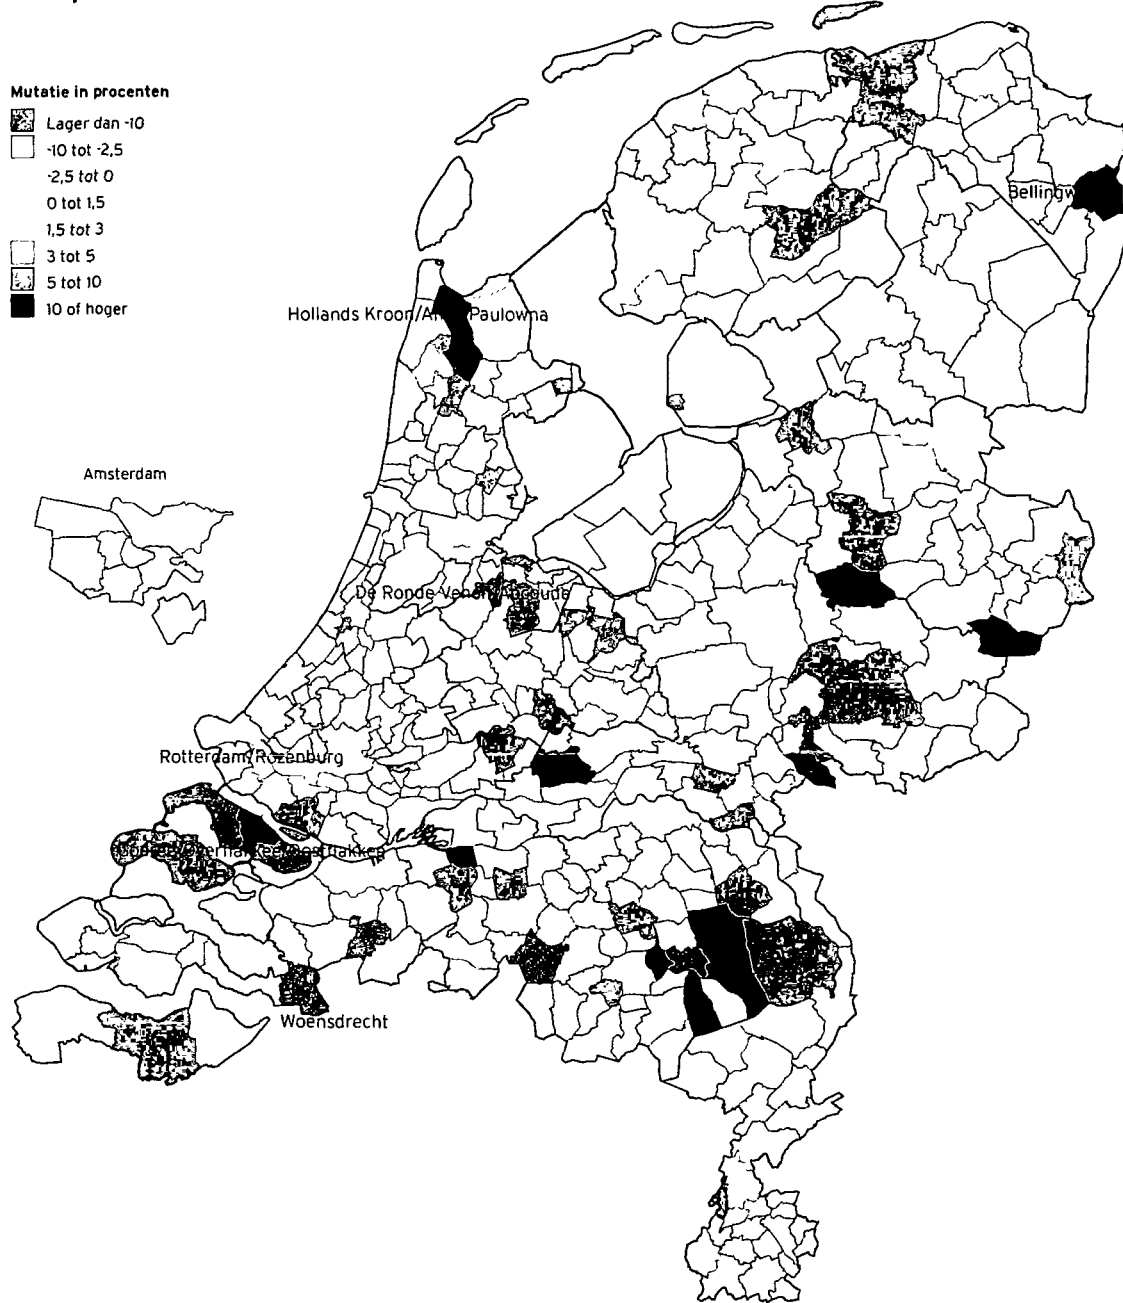 Mutatie in procenten
Lager dan -10
-10 tot -2,5
-2,5 tot 0
0 tot 1,5
1,5 tot 3
3 tot 5
5 tot 10
10 of hoger
Bellingw
Hollands Kroon/Anna Paulowna
Amsterdam
De Ronde Venen/Abcoude
Rotterdam/Rozenburg
Goeree-Overflakkee/Oostflakkee
Woensdrecht